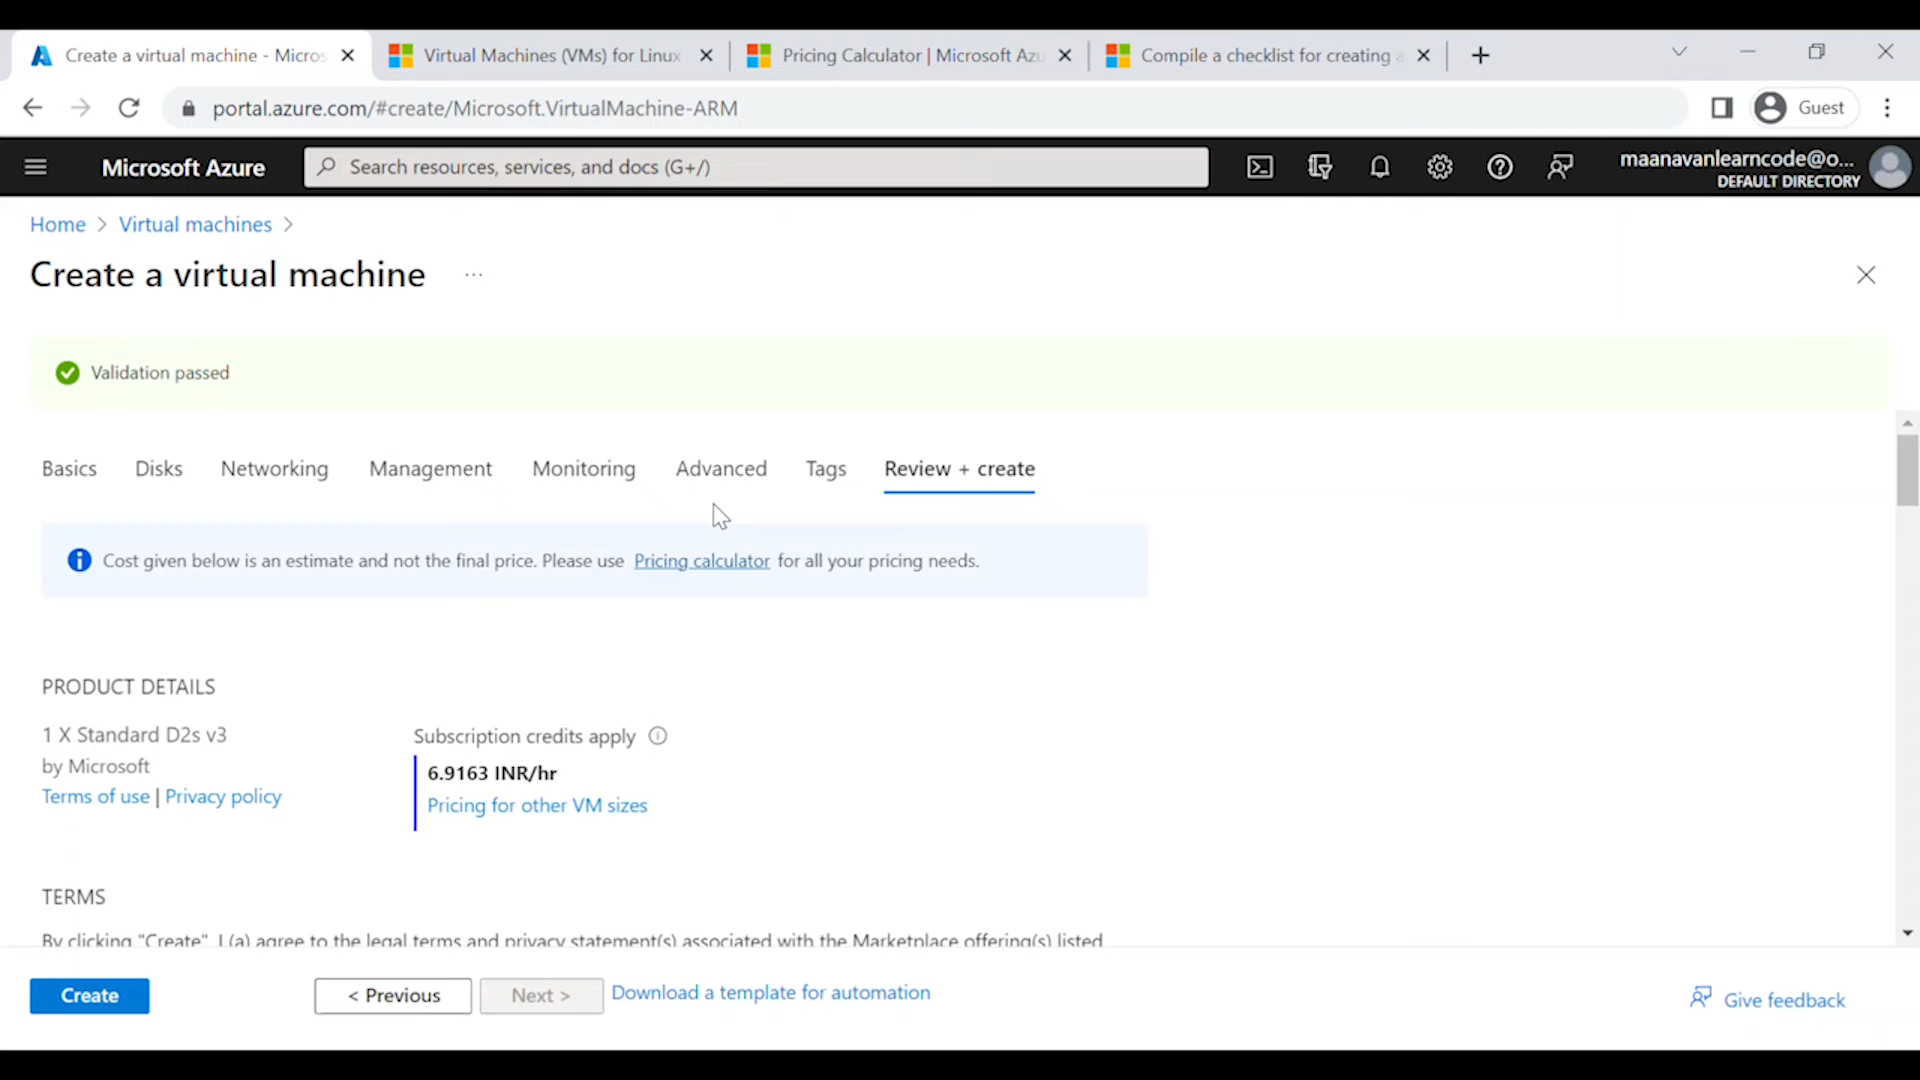 Create a virtual machine - Micros
Virtual Machines (VMs) for Linux
Pricing Calculator | Microsoft Azu
Compile a checklist for creating a
portal.azure.com/#create/Microsoft.VirtualMachine-ARM
Guest
Microsoft Azure
Search resources, services, and docs (G+/)
maanavanlearncode@o...
DEFAULT DIRECTORY
Home > Virtual machines >
Create a virtual machine ...
Validation passed
Basics Disks Networking Management Monitoring Advanced Tags Review + create
Cost given below is an estimate and not the final price. Please use Pricing calculator for all your pricing needs.
PRODUCT DETAILS
1 X Standard D2s v3
by Microsoft
Terms of use | Privacy policy
Subscription credits apply
6.9163 INR/hr
Pricing for other VM sizes
TERMS
By clicking "Create", I (a) agree to the legal terms and privacy statement(s) associated with the Marketplace offering(s) listed
Create
< Previous
Next >
Download a template for automation
Give feedback